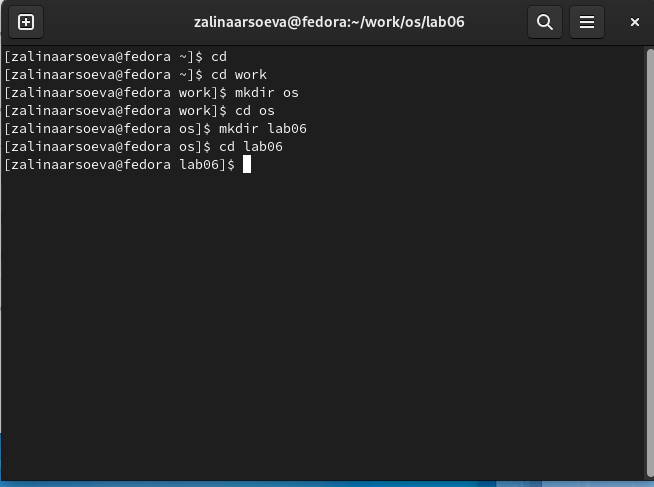 zalinaarsoeva@fedora:~/work/os/lab06
[zalinaarsoeva@fedora ~]$ cd
[zalinaarsoeva@fedora ~]$ cd work
[zalinaarsoeva@fedora work]$ mkdir os
[zalinaarsoeva@fedora work]$ cd os
[zalinaarsoeva@fedora os]$ mkdir lab06
[zalinaarsoeva@fedora os]$ cd lab06
[zalinaarsoeva@fedora lab06]$